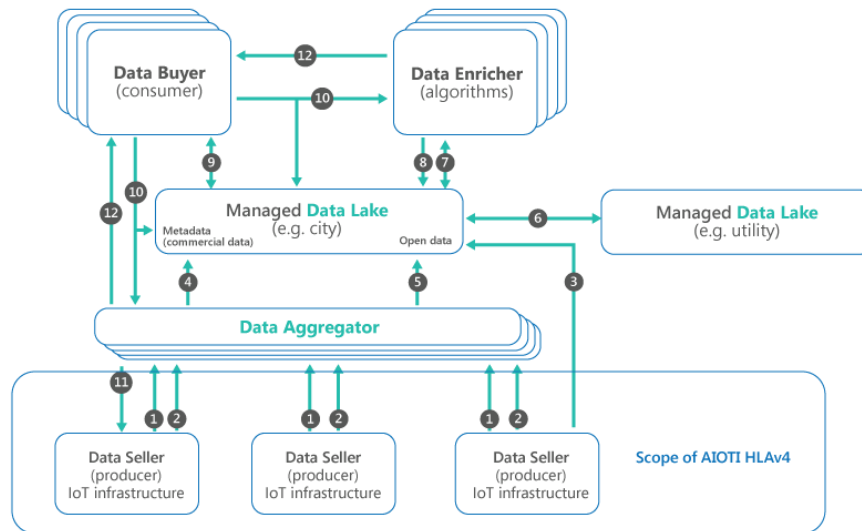 12
Data Buyer
(consumer)
Data Enricher
(algorithms)
10
9
8
7
10
12
Managed Data Lake
(e.g. city)
Metadata
(commercial data)
Open data
6
Managed Data Lake
(e.g. utility)
4
5
3
Data Aggregator
11
1
2
1
2
1
2
Data Seller
(producer)
IoT infrastructure
Data Seller
(producer)
IoT infrastructure
Data Seller
(producer)
IoT infrastructure
Scope of AIOTI HLAv4